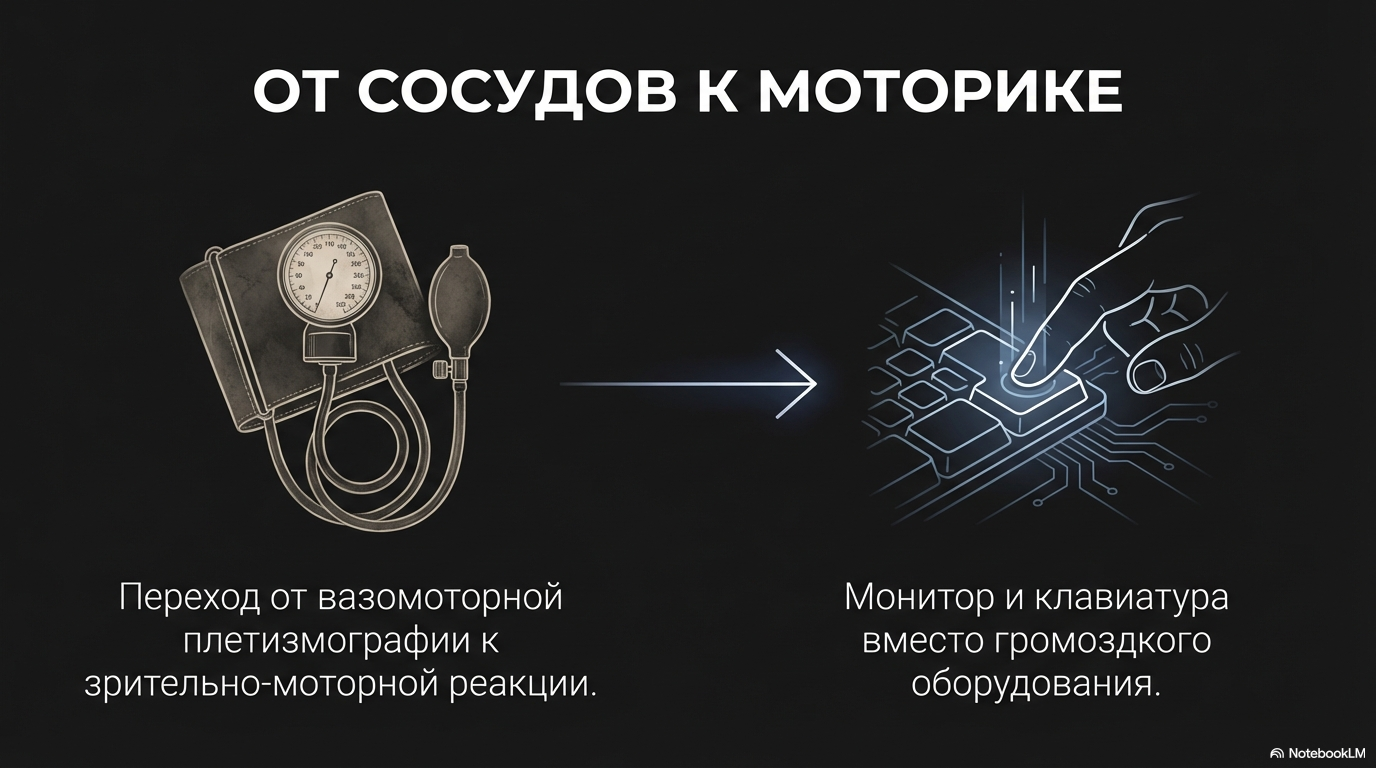 ОТ СОСУДОВ К МОТОРИКЕ
Переход от вазомоторной
плетизмографии к
зрительно-моторной реакции.
Монитор и клавиатура
вместо громоздкого
оборудования.
NotebookLM